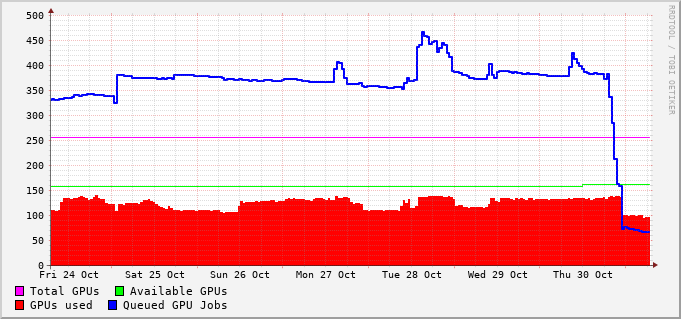 500
450
400
350
300
250
200
150
100
50
0
Fri 24 Oct Sat 25 Oct Sun 26 Oct Mon 27 Oct Tue 28 Oct Wed 29 Oct Thu 30 Oct
Total GPUs Available GPUs
GPUs used Queued GPU Jobs
RRDTOOL / TOBI OETIKER